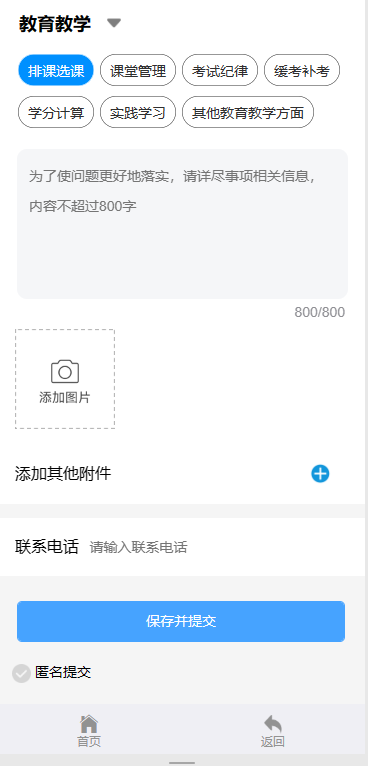 教育教学
排课选课 课堂管理 考试纪律 缓考补考
学分计算 实践学习 其他教育教学方面
为了使问题更好地落实，请详尽事项相关信息，
内容不超过800字
800/800
添加图片
添加其他附件
联系电话 请输入联系电话
保存并提交
匿名提交
首页 返回